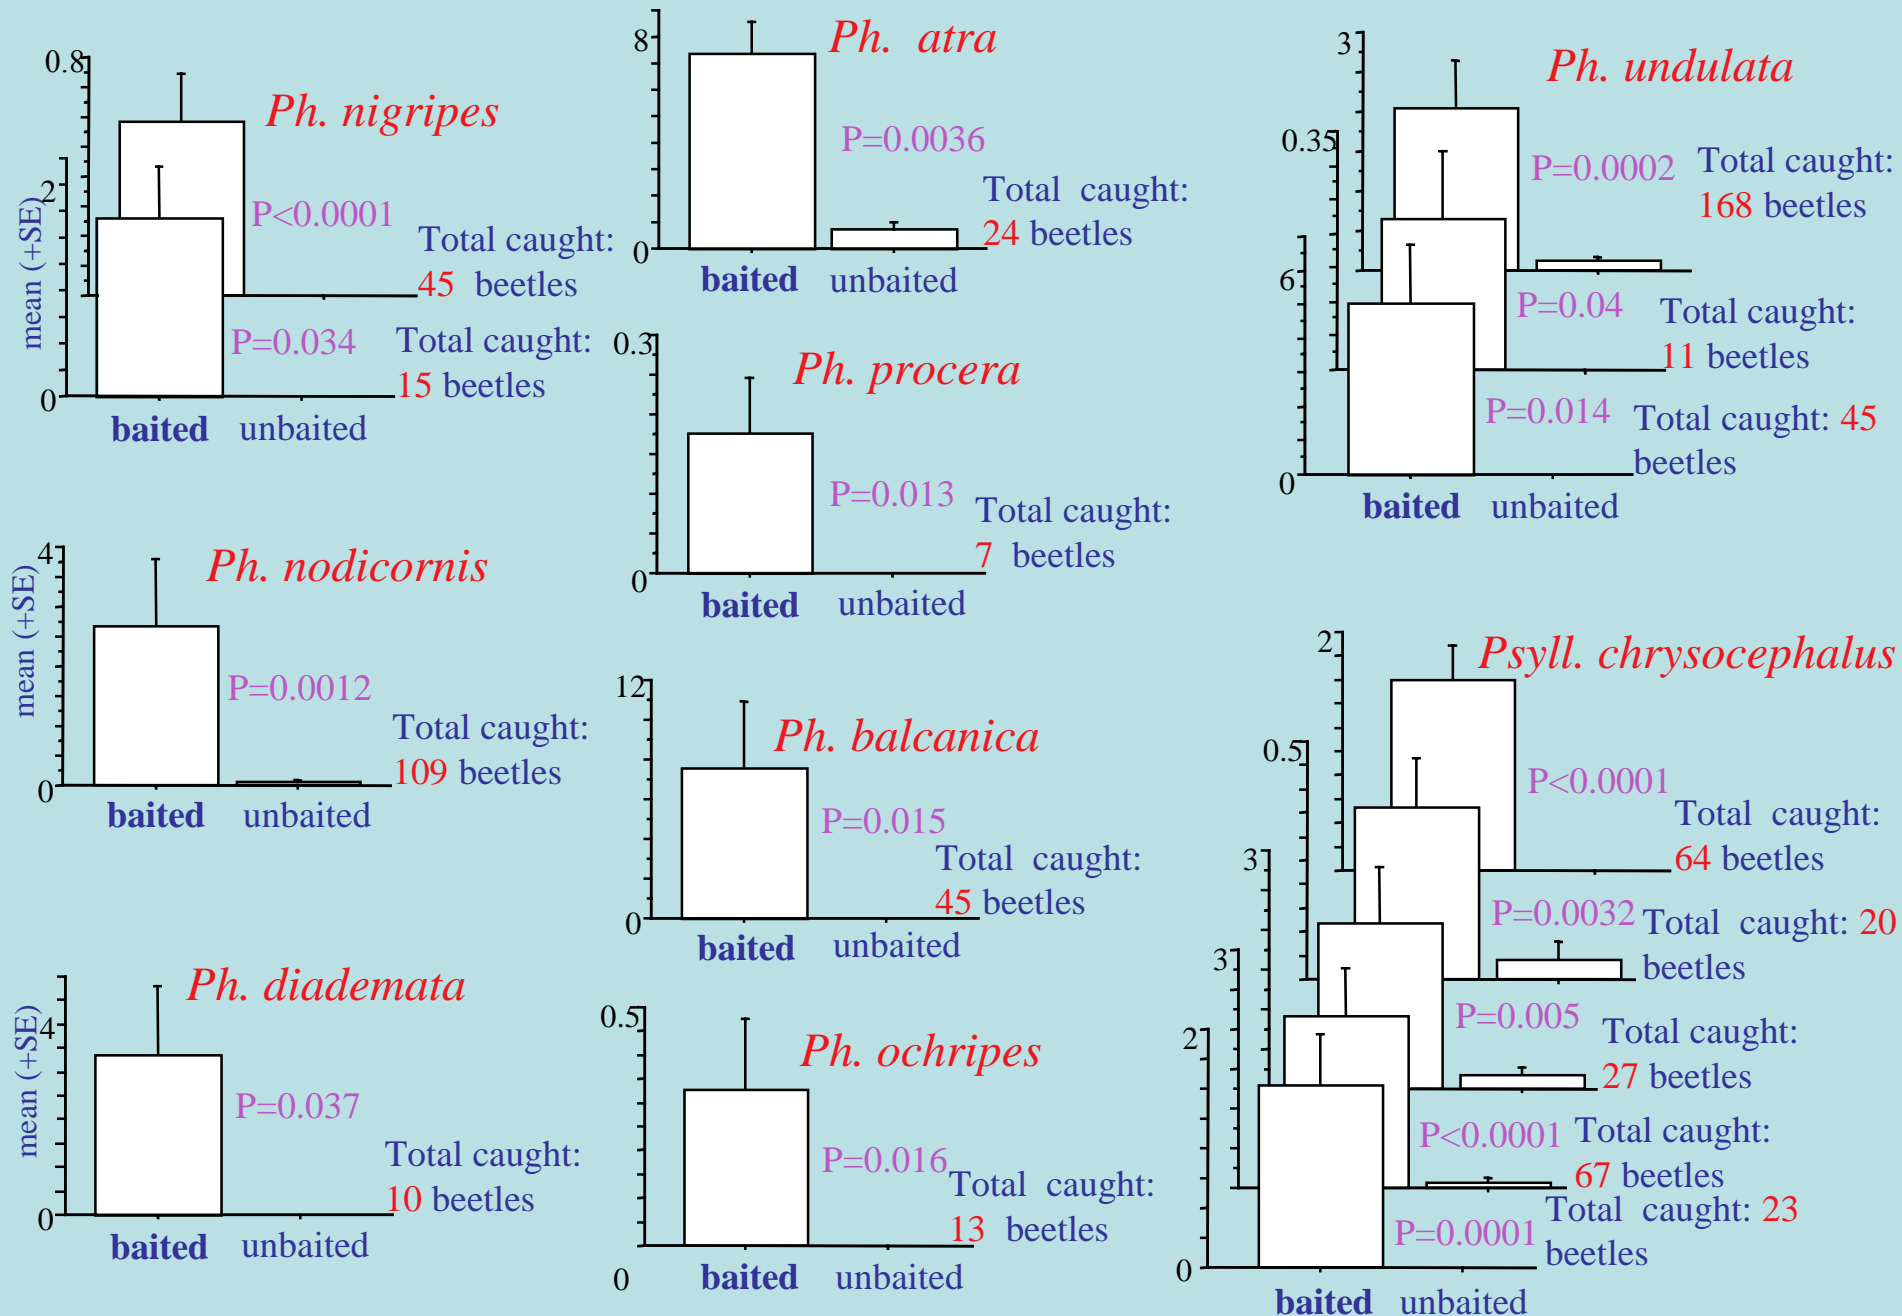 0.8
Ph. nigripes
2
mean (+SE)
P<0.0001
Total caught:
45 beetles
P=0.034
Total caught:
15 beetles
0
baited unbaited
8
Ph. atra
P=0.0036
Total caught:
24 beetles
0
baited unbaited
3
Ph. undulata
0.35
P=0.0002
Total caught:
168 beetles
6
P=0.04
Total caught:
11 beetles
P=0.014
Total caught: 45
beetles
0
baited unbaited
0.3
Ph. procera
P=0.013
Total caught:
7 beetles
0
baited unbaited
4
Ph. nodicornis
mean (+SE)
P=0.0012
Total caught:
109 beetles
0
baited unbaited
12
Ph. balcanica
P=0.015
Total caught:
45 beetles
0
baited unbaited
2
Psyll. chrysocephalus
0.5
P<0.0001
Total caught:
64 beetles
3
P=0.0032
Total caught: 20
beetles
3
P=0.005
Total caught:
27 beetles
2
P<0.0001
Total caught:
67 beetles
P=0.0001
Total caught: 23
beetles
0
baited unbaited
Ph. diademata
4
mean (+SE)
P=0.037
Total caught:
10 beetles
0
baited unbaited
0.5
Ph. ochripes
P=0.016
Total caught:
13 beetles
0
baited unbaited